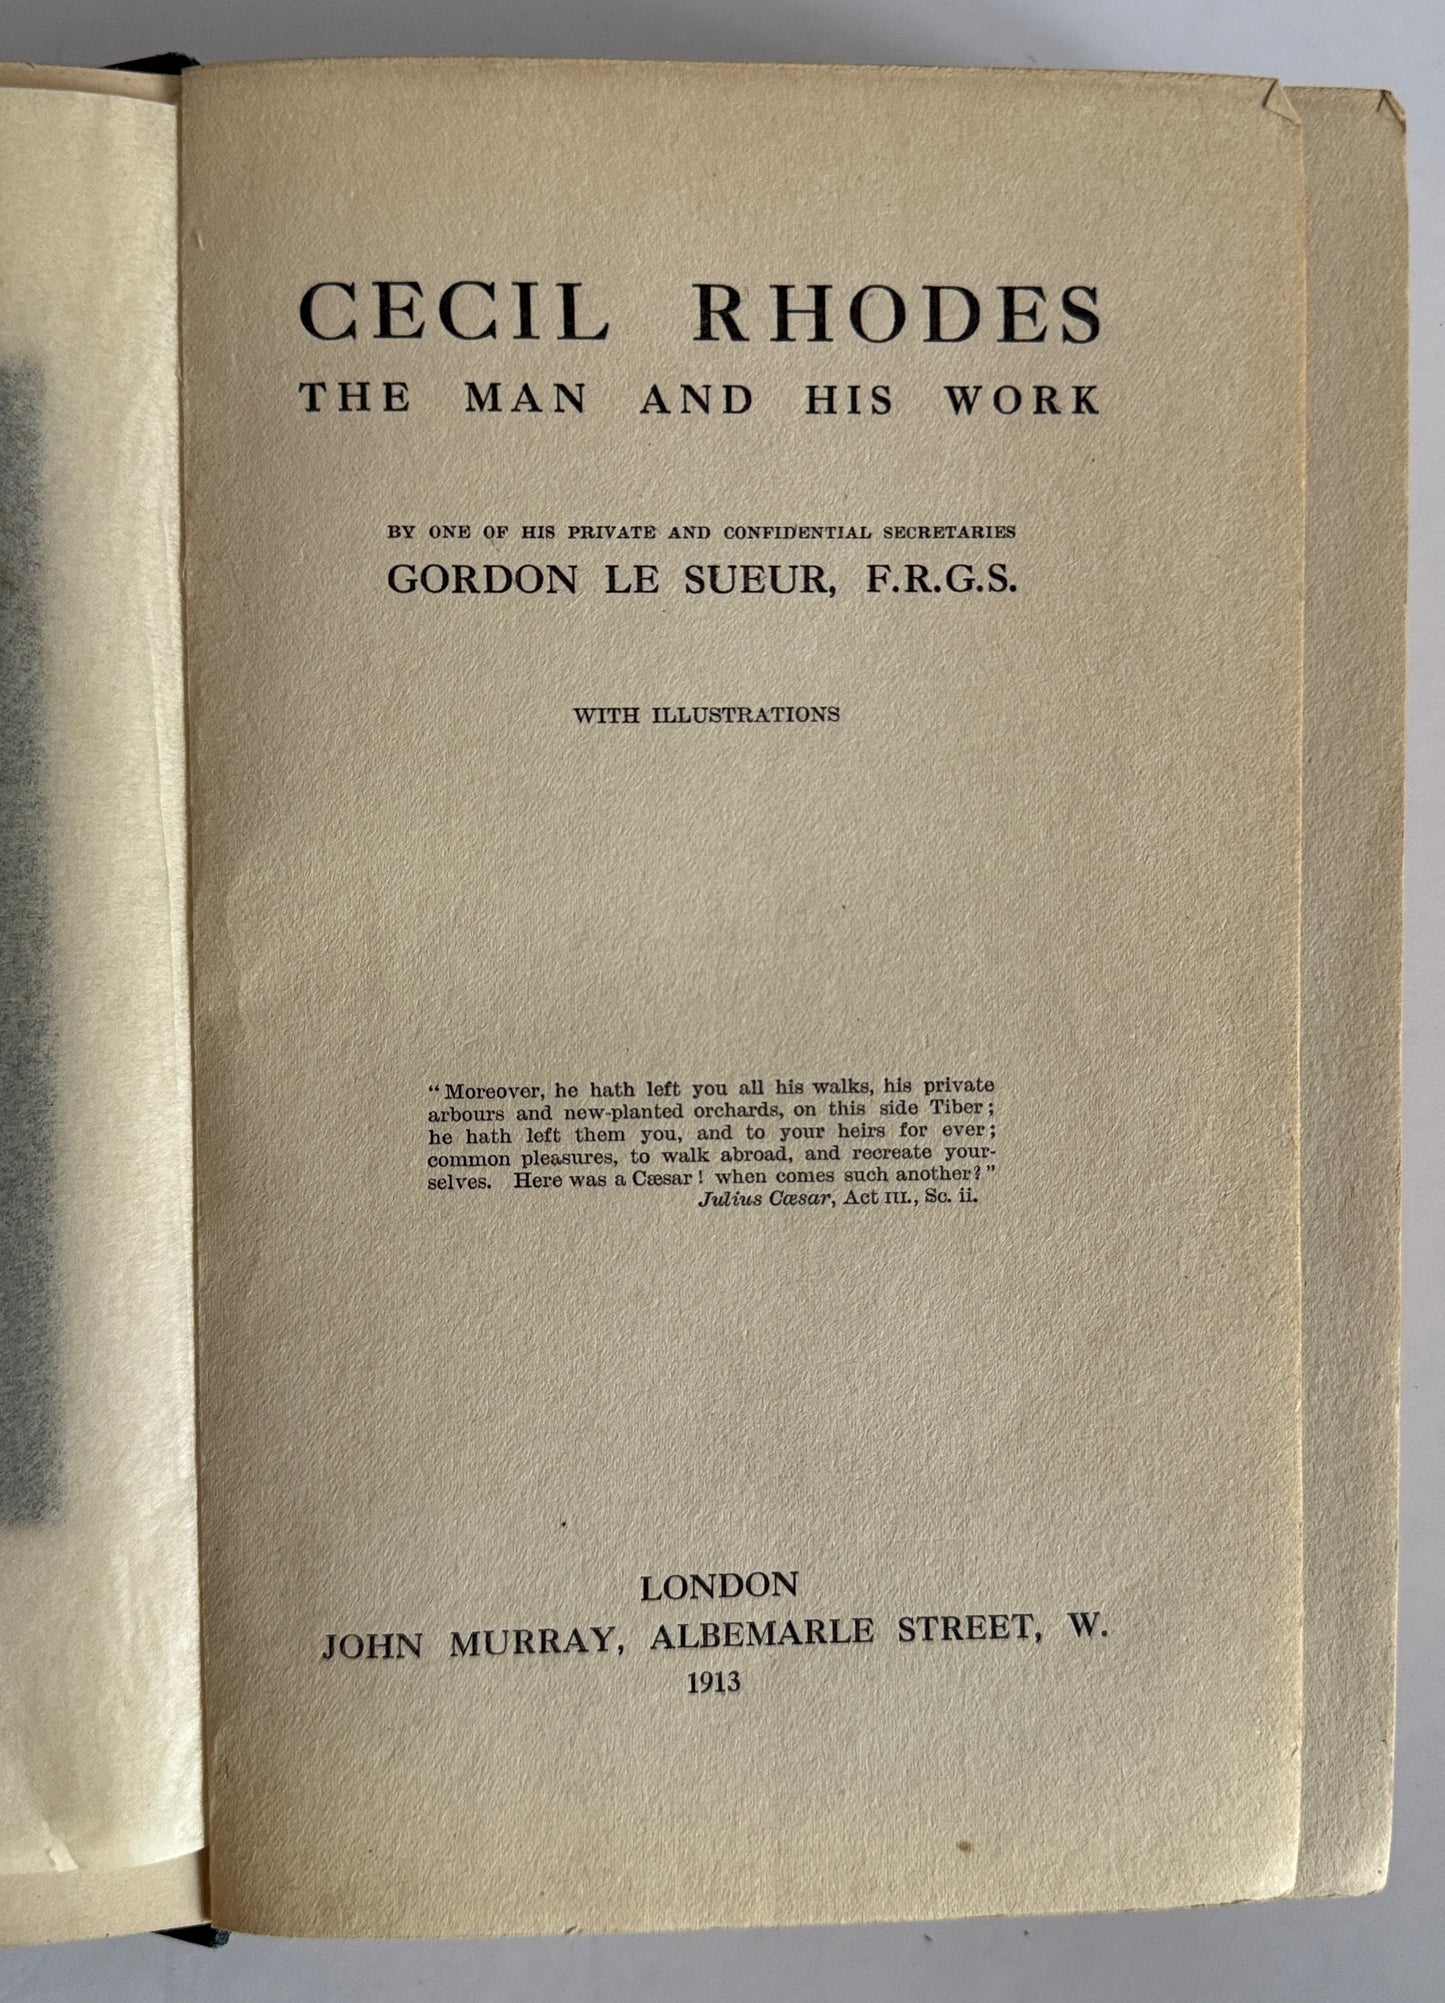 CECIL RHODES
THE MAN AND HIS WORK
BY ONE OF HIS PRIVATE AND CONFIDENTIAL SECRETARIES
GORDON LE SUEUR, F.R.G.S.
WITH ILLUSTRATIONS
“Moreover, he hath left you all his walks, his private
arbours and new-planted orchards, on this side Tiber;
he hath left them you, and to your heirs for ever;
common pleasures, to walk abroad, and recreate your-
selves. Here was a Cæsar! when comes such another?”
Julius Cæsar, Act III., Sc. ii.
LONDON
JOHN MURRAY, ALBEMARLE STREET, W.
1913